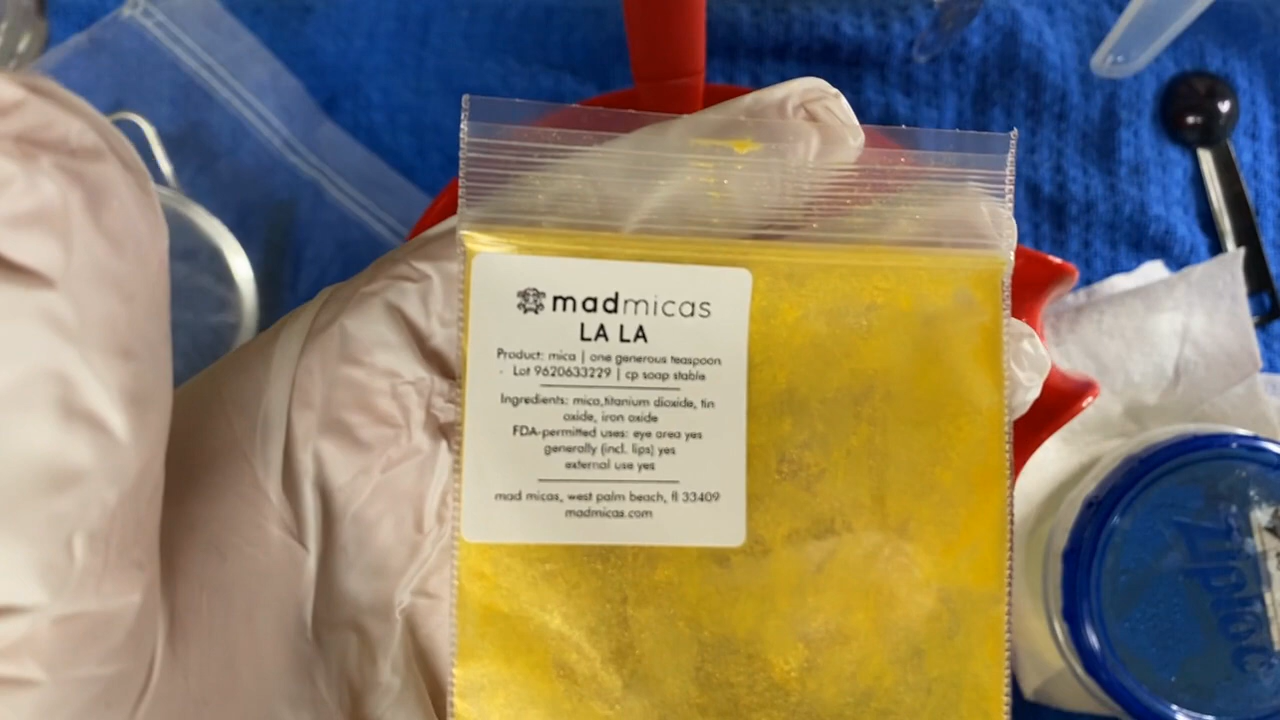 madmicas
LA LA
Product: mica | one generous teaspoon
Lot 9620633229 | cp soap stable
Ingredients: mica,titanium dioxide, tin
oxide, iron oxide
FDA-permitted uses: eye area yes
generally (incl. lips) yes
external use yes
mad micas, west palm beach, fl 33409
madmicas.com
Ziploc